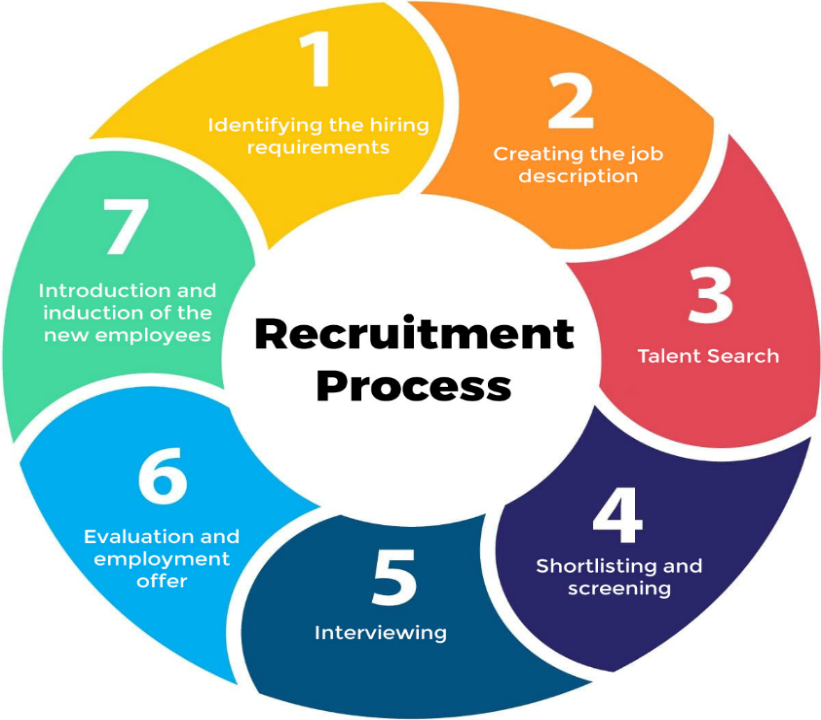 1
Identifying the hiring
requirements
2
Creating the job
description
3
Talent Search
4
Shortlisting and
screening
5
Interviewing
6
Evaluation and
employment
offer
7
Introduction and
induction of the
new employees
Recruitment
Process